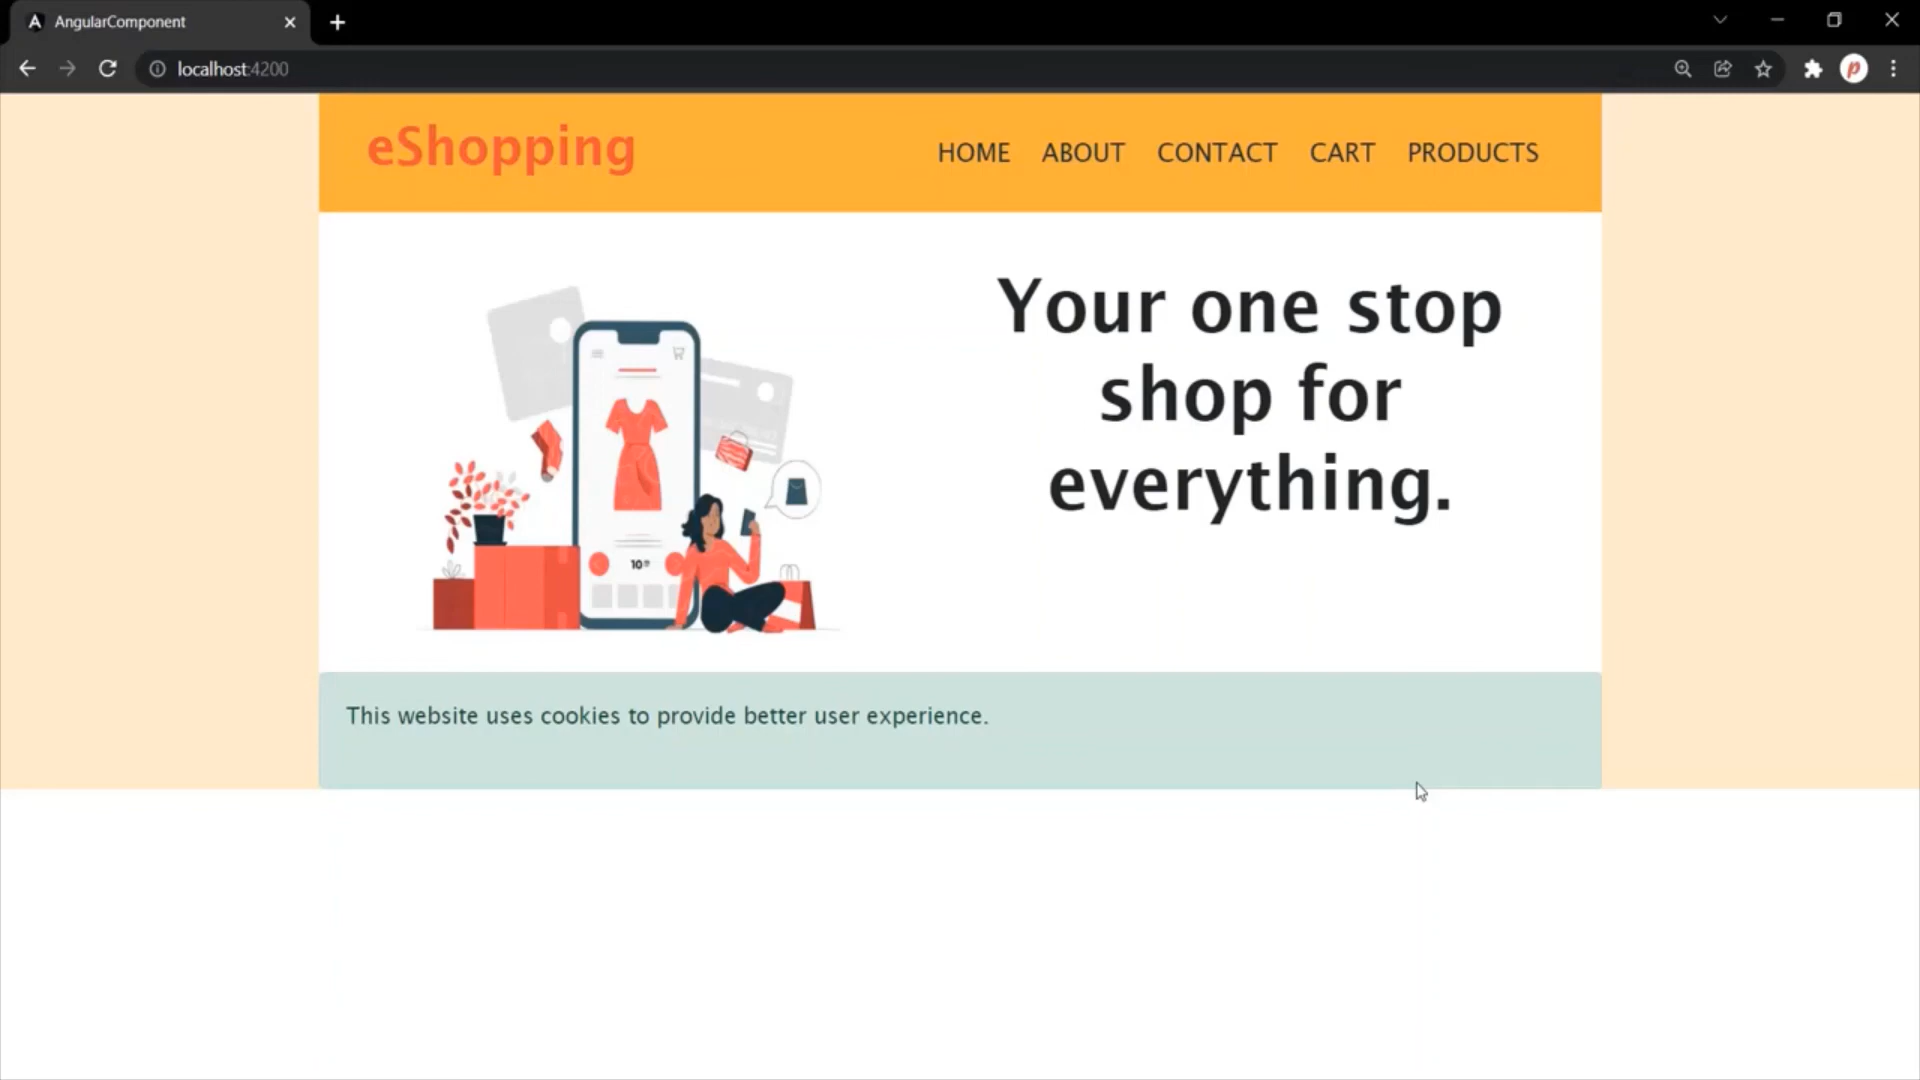 AngularComponent
localhost:4200
eShopping
HOME ABOUT CONTACT CART PRODUCTS
Your one stop
shop for
everything.
10
This website uses cookies to provide better user experience.